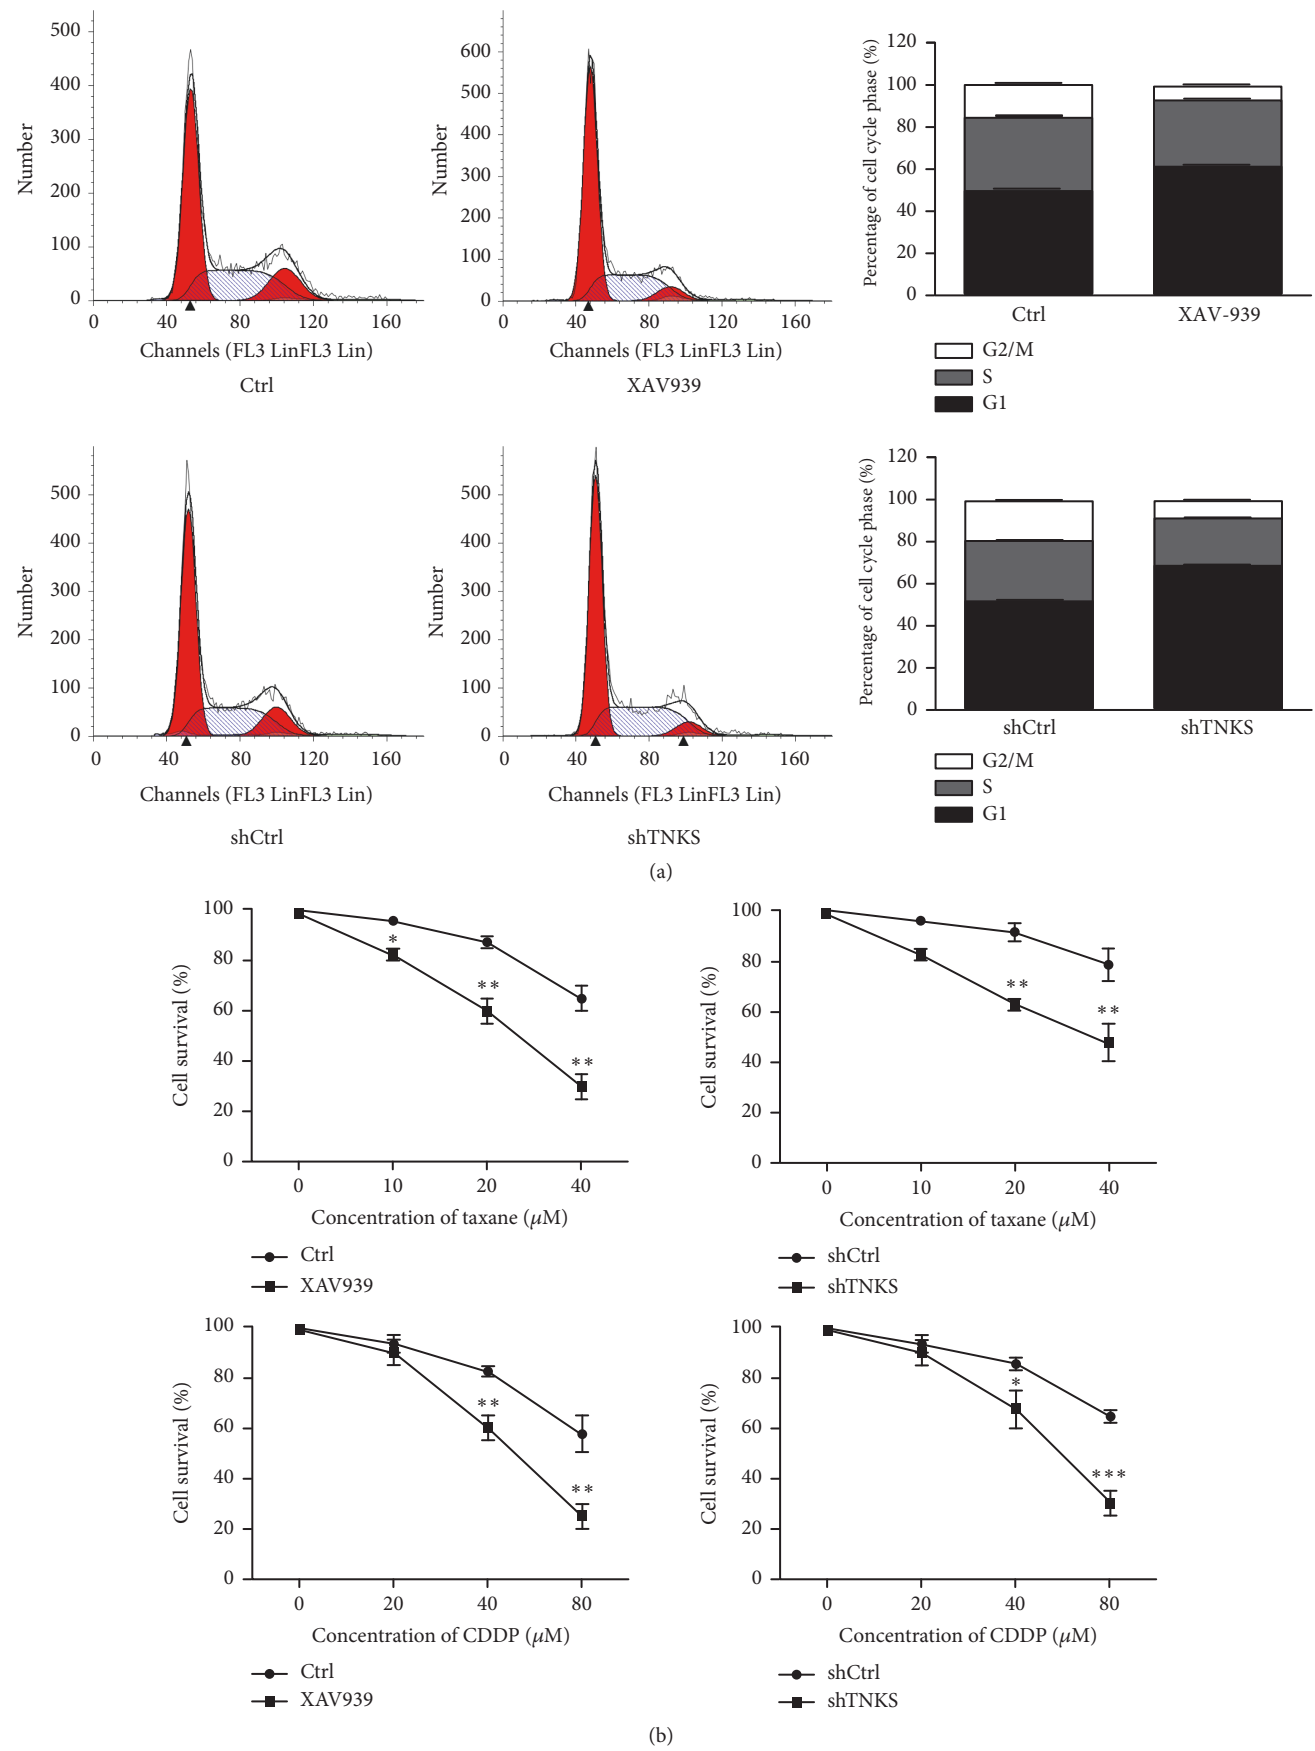 500
400
300
200
100
0
Number
0 40 80 120 160
Channels (FL3 LinFL3 Lin)
Ctrl
600
500
400
300
200
100
0
Number
0 40 80 120 160
Channels (FL3 LinFL3 Lin)
XAV939
120
100
80
60
40
20
0
Percentage of cell cycle phase (%)
Ctrl XAV-939
G2/M
S
G1
500
400
300
200
100
0
Number
0 40 80 120 160
Channels (FL3 LinFL3 Lin)
shCtrl
500
400
300
200
100
0
Number
0 40 80 120 160
Channels (FL3 LinFL3 Lin)
shTNKS
120
100
80
60
40
20
0
Percentage of cell cycle phase (%)
shCtrl shTNKS
G2/M
S
G1
(a)
100
80
60
40
20
0
Cell survival (%)
*
**
**
0 10 20 40
Concentration of taxane (μM)
Ctrl
XAV939
100
80
60
40
20
0
Cell survival (%)
**
**
0 10 20 40
Concentration of taxane (μM)
shCtrl
shTNKS
100
80
60
40
20
0
Cell survival (%)
**
**
0 20 40 80
Concentration of CDDP (μM)
Ctrl
XAV939
100
80
60
40
20
0
Cell survival (%)
*
***
0 20 40 80
Concentration of CDDP (μM)
shCtrl
shTNKS
(b)